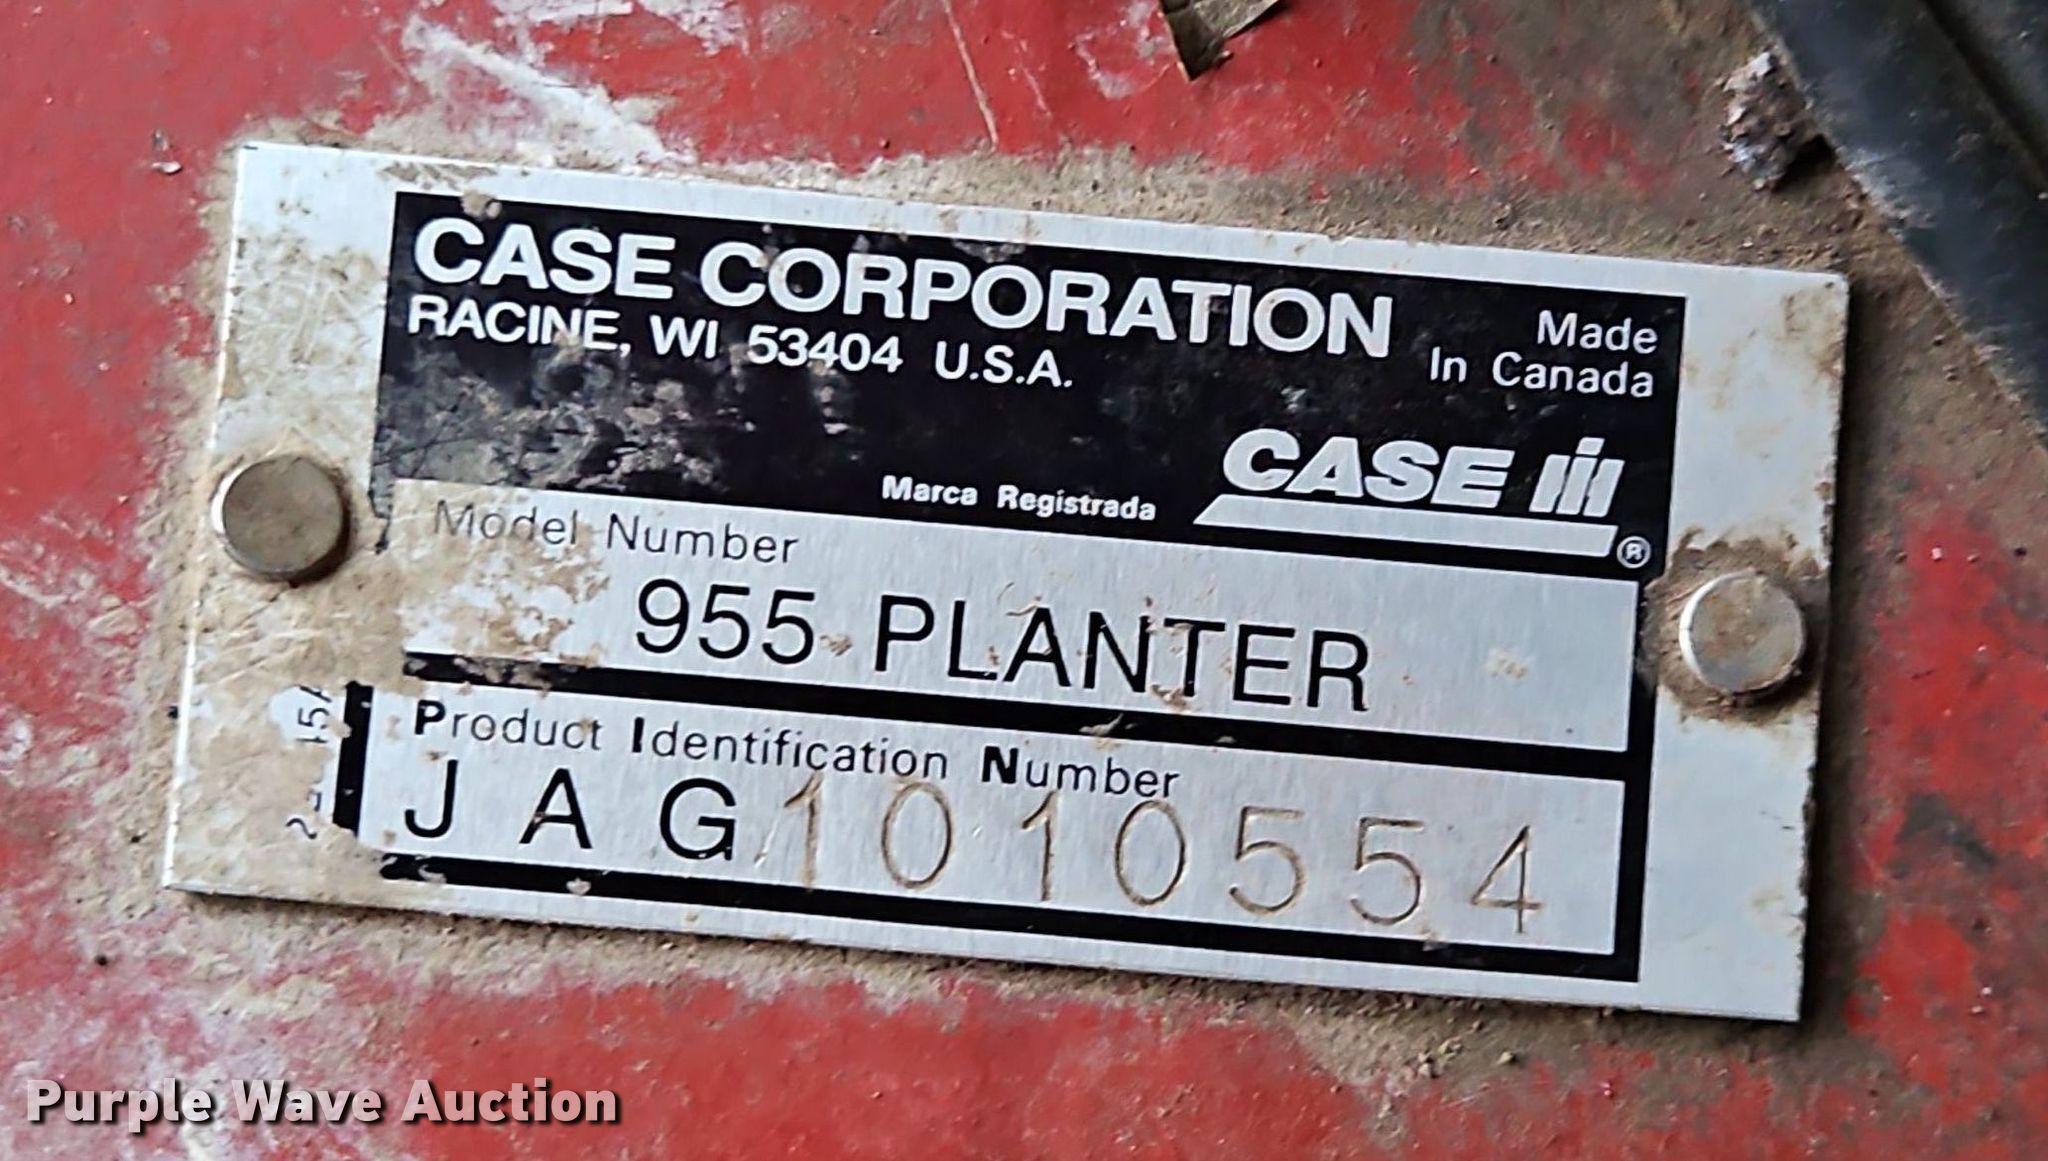 CASE CORPORATION
RACINE, WI 53404 U.S.A.
Made
In Canada
Marca Registrada
CASE IH
®
Model Number
955 PLANTER
Product Identification Number
JAG1010554
Purple Wave Auction